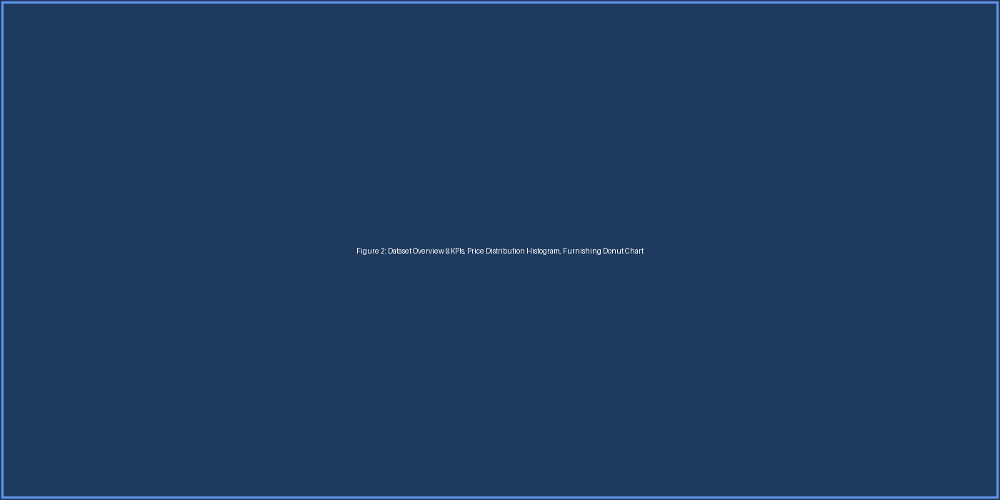 Figure 2: Dataset Overview ▯ KPIs, Price Distribution Histogram, Furnishing Donut Chart